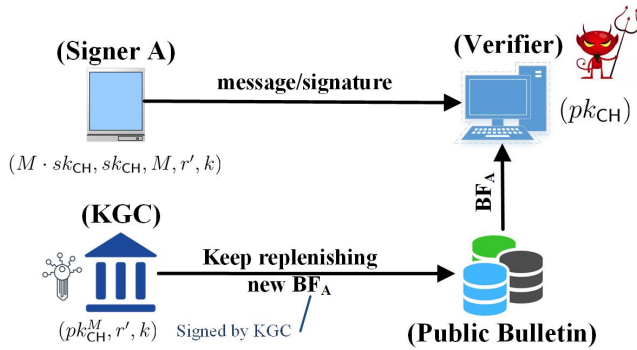 (Signer A)
(Verifier)
message/signature
(pk_CH)
(M · sk_CH, sk_CH, M, r′, k)
BF_A
(KGC)
Keep replenishing
new BF_A
(pk^M_CH, r′, k)
Signed by KGC
(Public Bulletin)